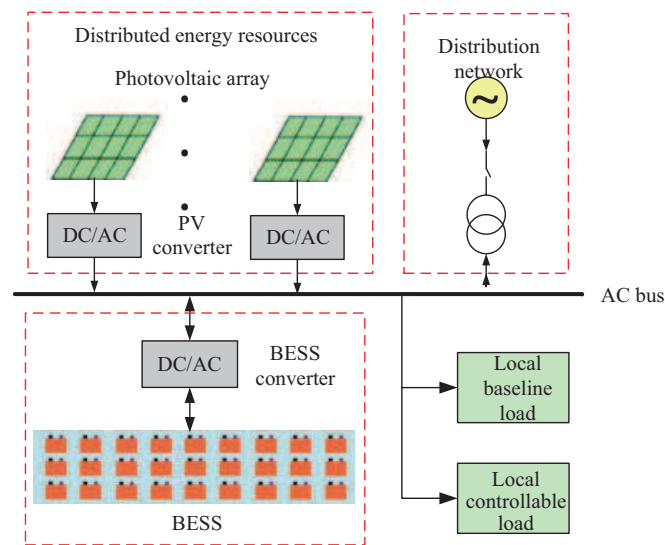 Distributed energy resources
Photovoltaic array
DC/AC
PV
converter
DC/AC
Distribution
network
~
AC bus
DC/AC
BESS
converter
BESS
Local
baseline
load
Local
controllable
load